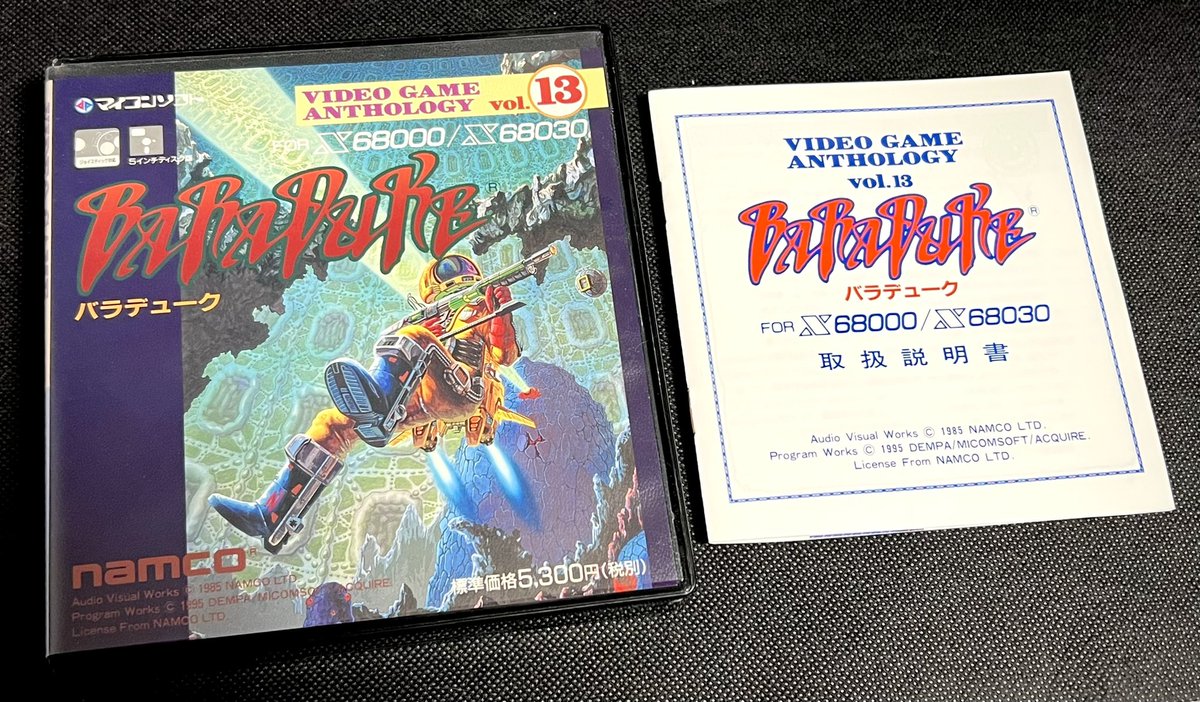 マイコンソフト
VIDEO GAME
ANTHOLOGY vol. 13
ジョイスティック対応
5インチディスク版
FOR X68000/X68030
BARADUKE®
バラデューク
namco®
標準価格5,300円(税別)
Audio Visual Works © 1985 NAMCO LTD.
Program Works © 1995 DEMPA/MICOMSOFT/ACQUIRE.
License From NAMCO LTD.
VIDEO GAME
ANTHOLOGY
vol.13
BARADUKE®
バラデューク
FOR X68000/X68030
取扱説明書
Audio Visual Works © 1985 NAMCO LTD.
Program Works © 1995 DEMPA/MICOMSOFT/ACQUIRE.
License From NAMCO LTD.